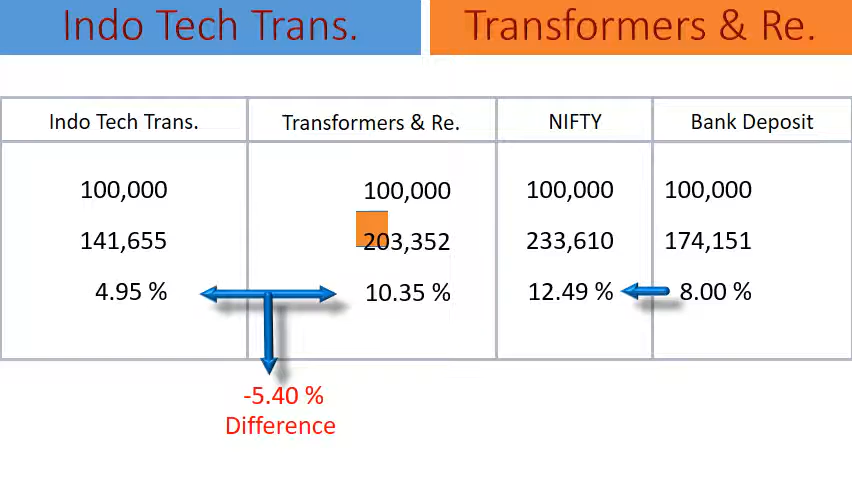 Indo Tech Trans. Transformers & Re.
Indo Tech Trans. Transformers & Re. NIFTY Bank Deposit
100,000 100,000 100,000 100,000
141,655 203,352 233,610 174,151
4.95 % 10.35 % 12.49 % 8.00 %
-5.40 %
Difference